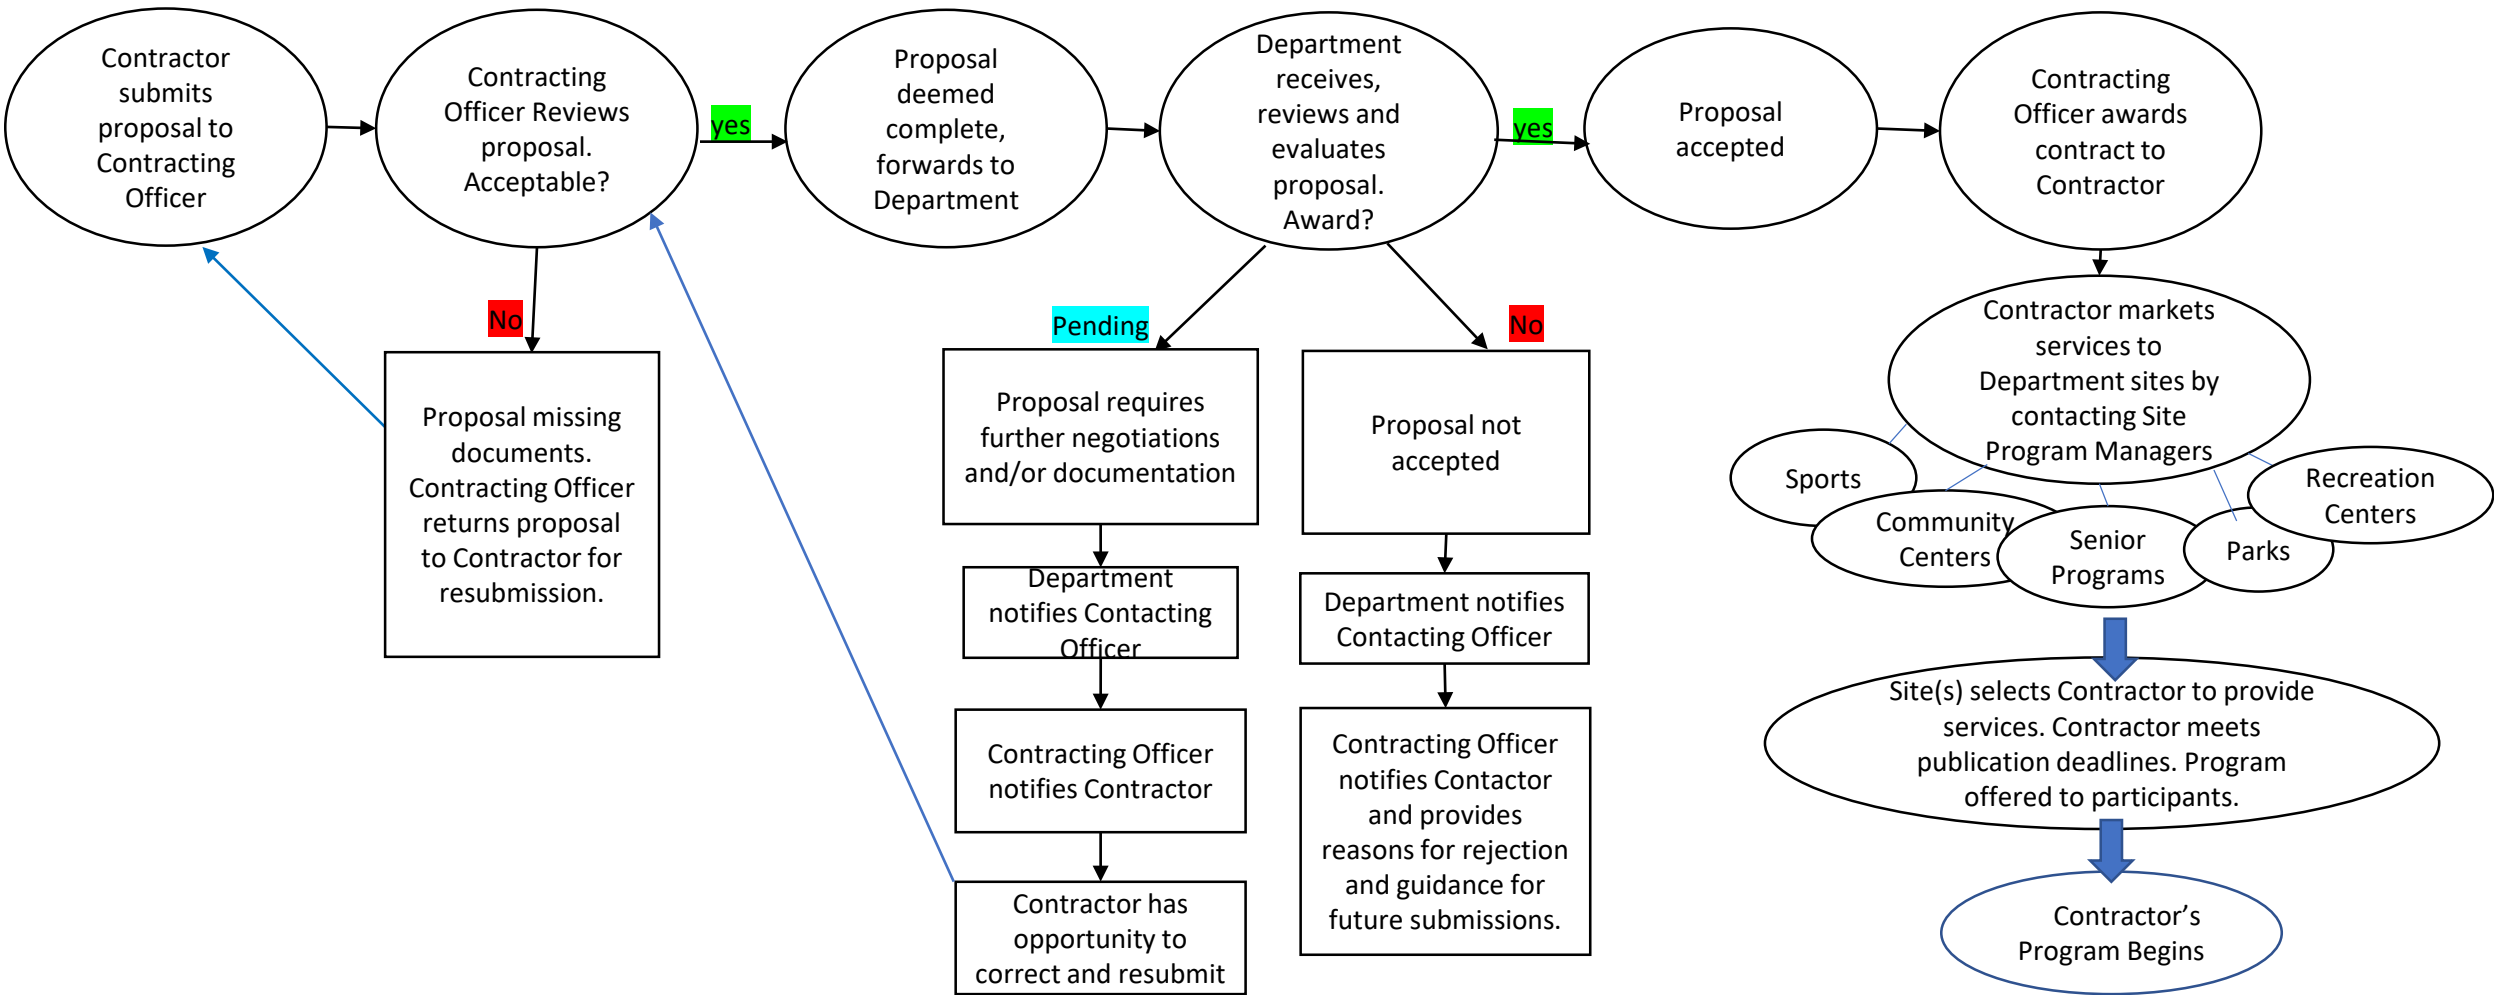 Contractor
submits
proposal to
Contracting
Officer
Contracting
Officer Reviews
proposal.
Acceptable?
yes
Proposal
deemed
complete,
forwards to
Department
Department
receives,
reviews and
evaluates
proposal.
Award?
yes
Proposal
accepted
Contracting
Officer awards
contract to
Contractor
No
Proposal missing
documents.
Contracting Officer
returns proposal
to Contractor for
resubmission.
Pending
Proposal requires
further negotiations
and/or documentation
Department
notifies Contacting
Officer
Contracting Officer
notifies Contractor
Contractor has
opportunity to
correct and resubmit
No
Proposal not
accepted
Department notifies
Contacting Officer
Contracting Officer
notifies Contactor
and provides
reasons for rejection
and guidance for
future submissions.
Contractor markets
services to
Department sites by
contacting Site
Program Managers
Sports
Community
Centers
Senior
Programs
Parks
Recreation
Centers
Site(s) selects Contractor to provide
services. Contractor meets
publication deadlines. Program
offered to participants.
Contractor’s
Program Begins